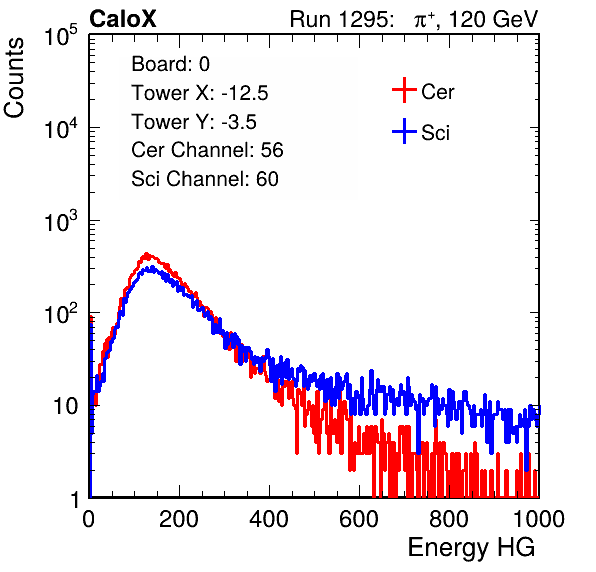 CaloX Run 1295: π⁺, 120 GeV
Counts
10⁵
10⁴
10³
10²
10
1
Board: 0
Tower X: -12.5
Tower Y: -3.5
Cer Channel: 56
Sci Channel: 60
Cer
Sci
0 200 400 600 800 1000
Energy HG